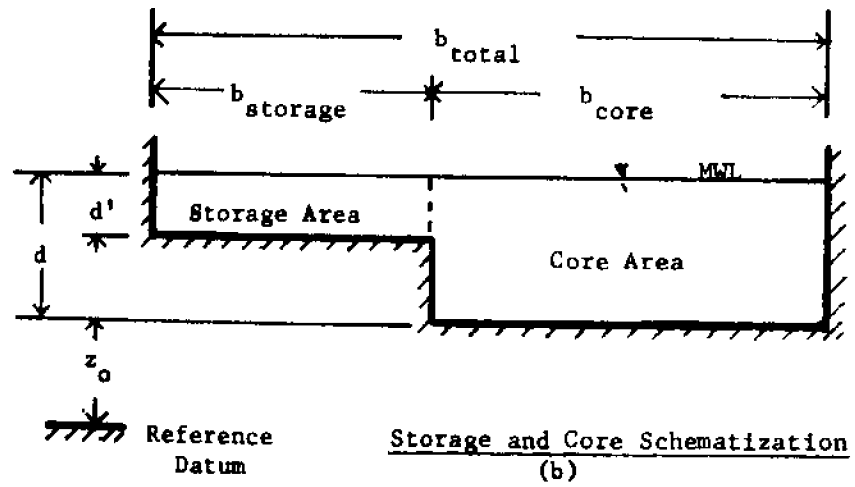 b total
b storage
b core
MWL
d'
Storage Area
d
Core Area
z o
Reference
Datum
Storage and Core Schematization
(b)